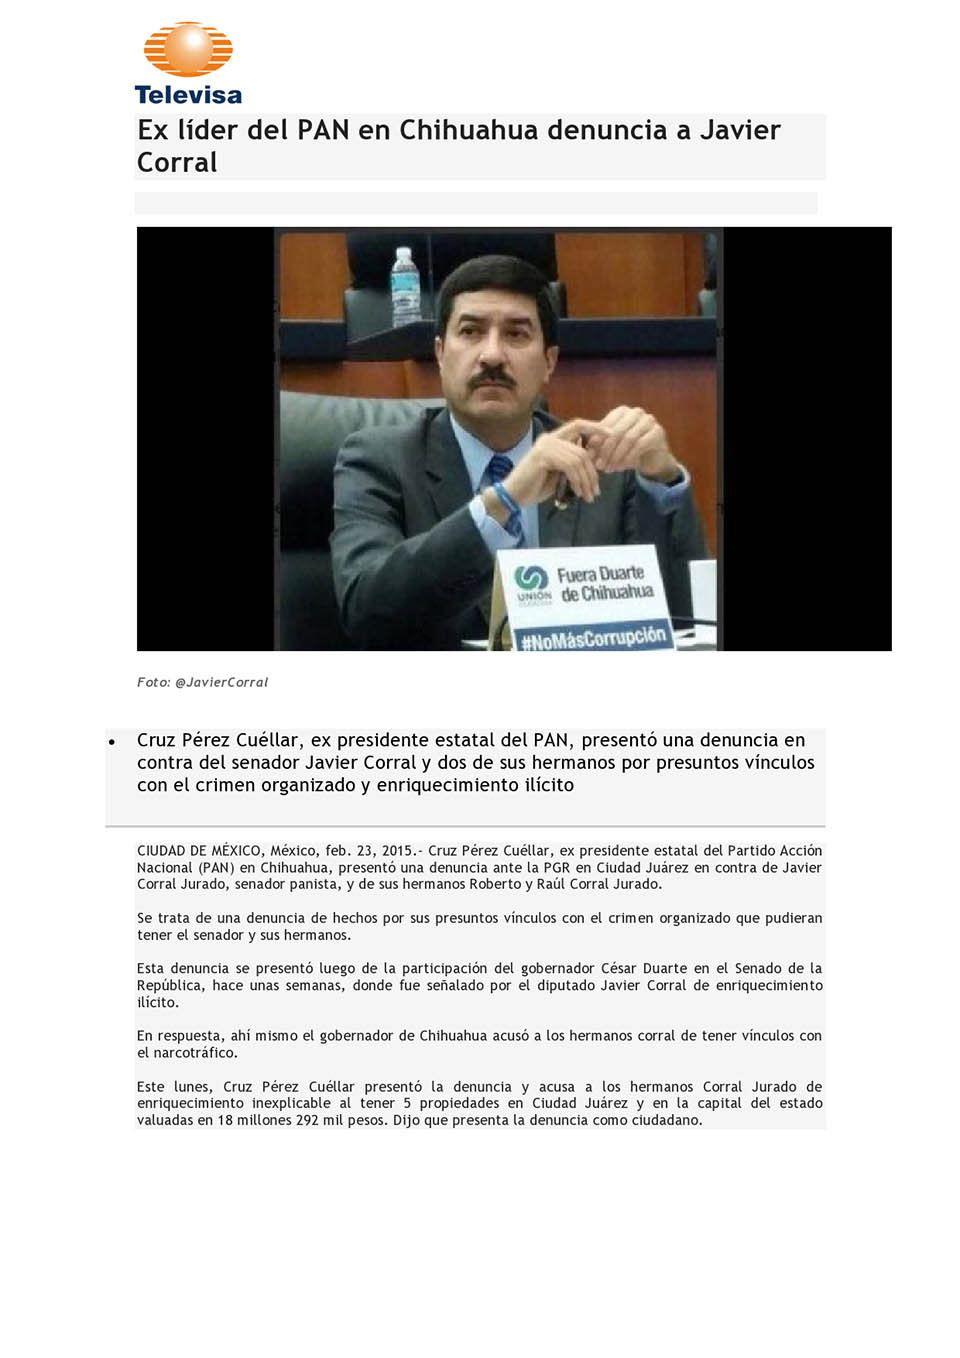 Televisa
Ex líder del PAN en Chihuahua denuncia a Javier
Corral
UNIÓN
CIUDADANA
Fuera Duarte
de Chihuahua
#NoMásCorrupción
Foto: @JavierCorral
• Cruz Pérez Cuéllar, ex presidente estatal del PAN, presentó una denuncia en
contra del senador Javier Corral y dos de sus hermanos por presuntos vínculos
con el crimen organizado y enriquecimiento ilícito
CIUDAD DE MÉXICO, México, feb. 23, 2015.- Cruz Pérez Cuéllar, ex presidente estatal del Partido Acción
Nacional (PAN) en Chihuahua, presentó una denuncia ante la PGR en Ciudad Juárez en contra de Javier
Corral Jurado, senador panista, y de sus hermanos Roberto y Raúl Corral Jurado.
Se trata de una denuncia de hechos por sus presuntos vínculos con el crimen organizado que pudieran
tener el senador y sus hermanos.
Esta denuncia se presentó luego de la participación del gobernador César Duarte en el Senado de la
República, hace unas semanas, donde fue señalado por el diputado Javier Corral de enriquecimiento
ilícito.
En respuesta, ahí mismo el gobernador de Chihuahua acusó a los hermanos corral de tener vínculos con
el narcotráfico.
Este lunes, Cruz Pérez Cuéllar presentó la denuncia y acusa a los hermanos Corral Jurado de
enriquecimiento inexplicable al tener 5 propiedades en Ciudad Juárez y en la capital del estado
valuadas en 18 millones 292 mil pesos. Dijo que presenta la denuncia como ciudadano.